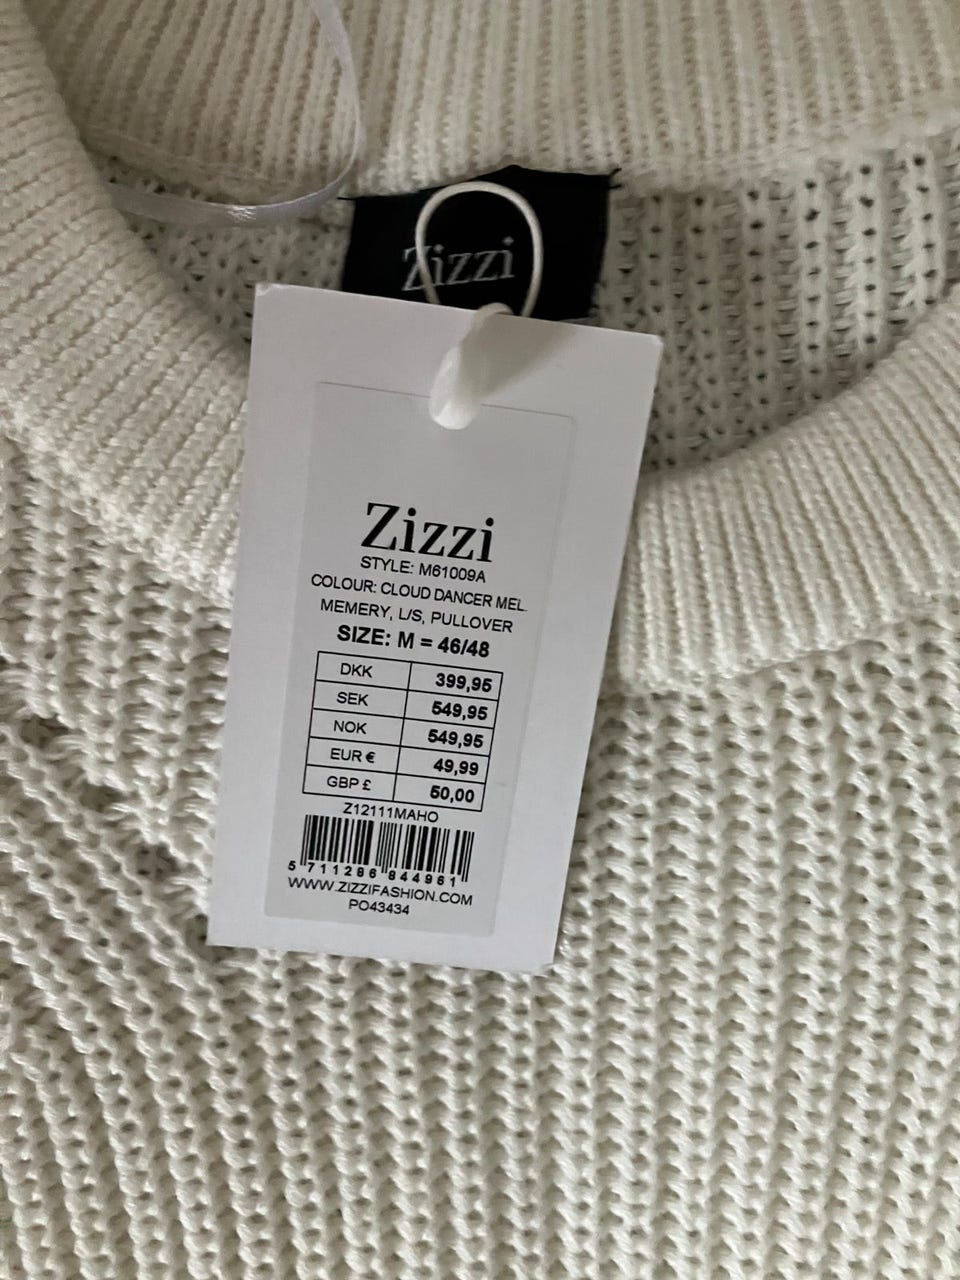 Zizzi
Zizzi
STYLE: M61009A
COLOUR: CLOUD DANCER MEL.
MEMERY, L/S, PULLOVER
SIZE: M = 46/48
DKK 399,95
SEK 549,95
NOK 549,95
EUR € 49,99
GBP £ 50,00
Z12111MAHO
5 711286 844961
WWW.ZIZZIFASHION.COM
PO43434